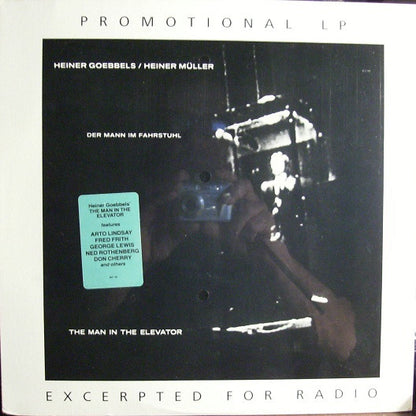 PROMOTIONAL LP
HEINER GOEBBELS / HEINER MÜLLER
DER MANN IM FAHRSTUHL
Heiner Goebbels'
THE MAN IN THE
ELEVATOR
features
ARTO LINDSAY
FRED FRITH
GEORGE LEWIS
NED ROTHENBERG
DON CHERRY
and others
THE MAN IN THE ELEVATOR
EXCERPTED FOR RADIO